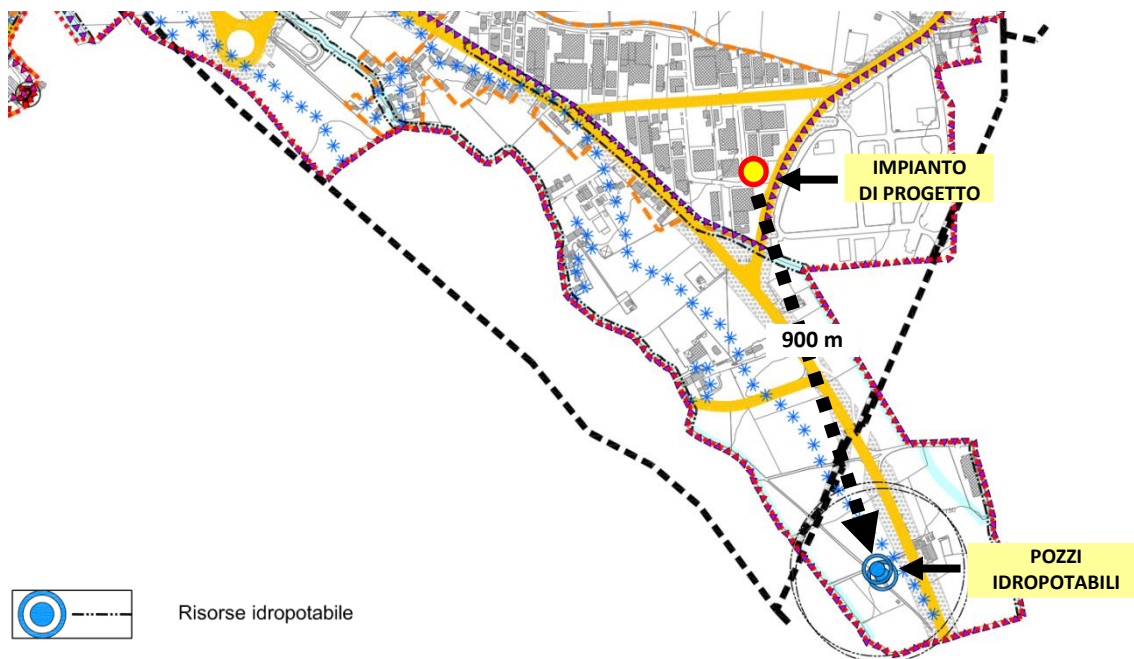 IMPIANTO
DI PROGETTO
900 m
POZZI
IDROPOTABILI
Risorse idropotabile